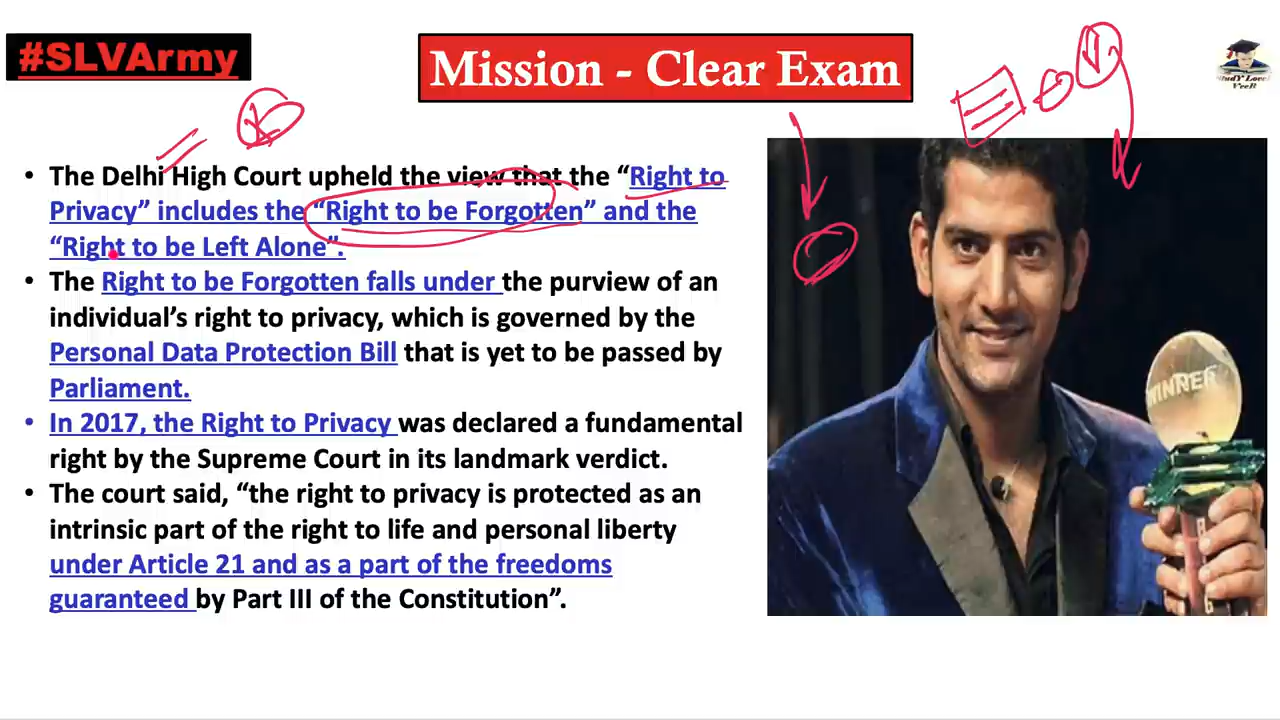 #SLVArmy
Mission - Clear Exam
StudY Lover
VeeR
• The Delhi High Court upheld the view that the “Right to
Privacy” includes the “Right to be Forgotten” and the
“Right to be Left Alone”.
• The Right to be Forgotten falls under the purview of an
individual’s right to privacy, which is governed by the
Personal Data Protection Bill that is yet to be passed by
Parliament.
• In 2017, the Right to Privacy was declared a fundamental
right by the Supreme Court in its landmark verdict.
• The court said, “the right to privacy is protected as an
intrinsic part of the right to life and personal liberty
under Article 21 and as a part of the freedoms
guaranteed by Part III of the Constitution”.
WINNER